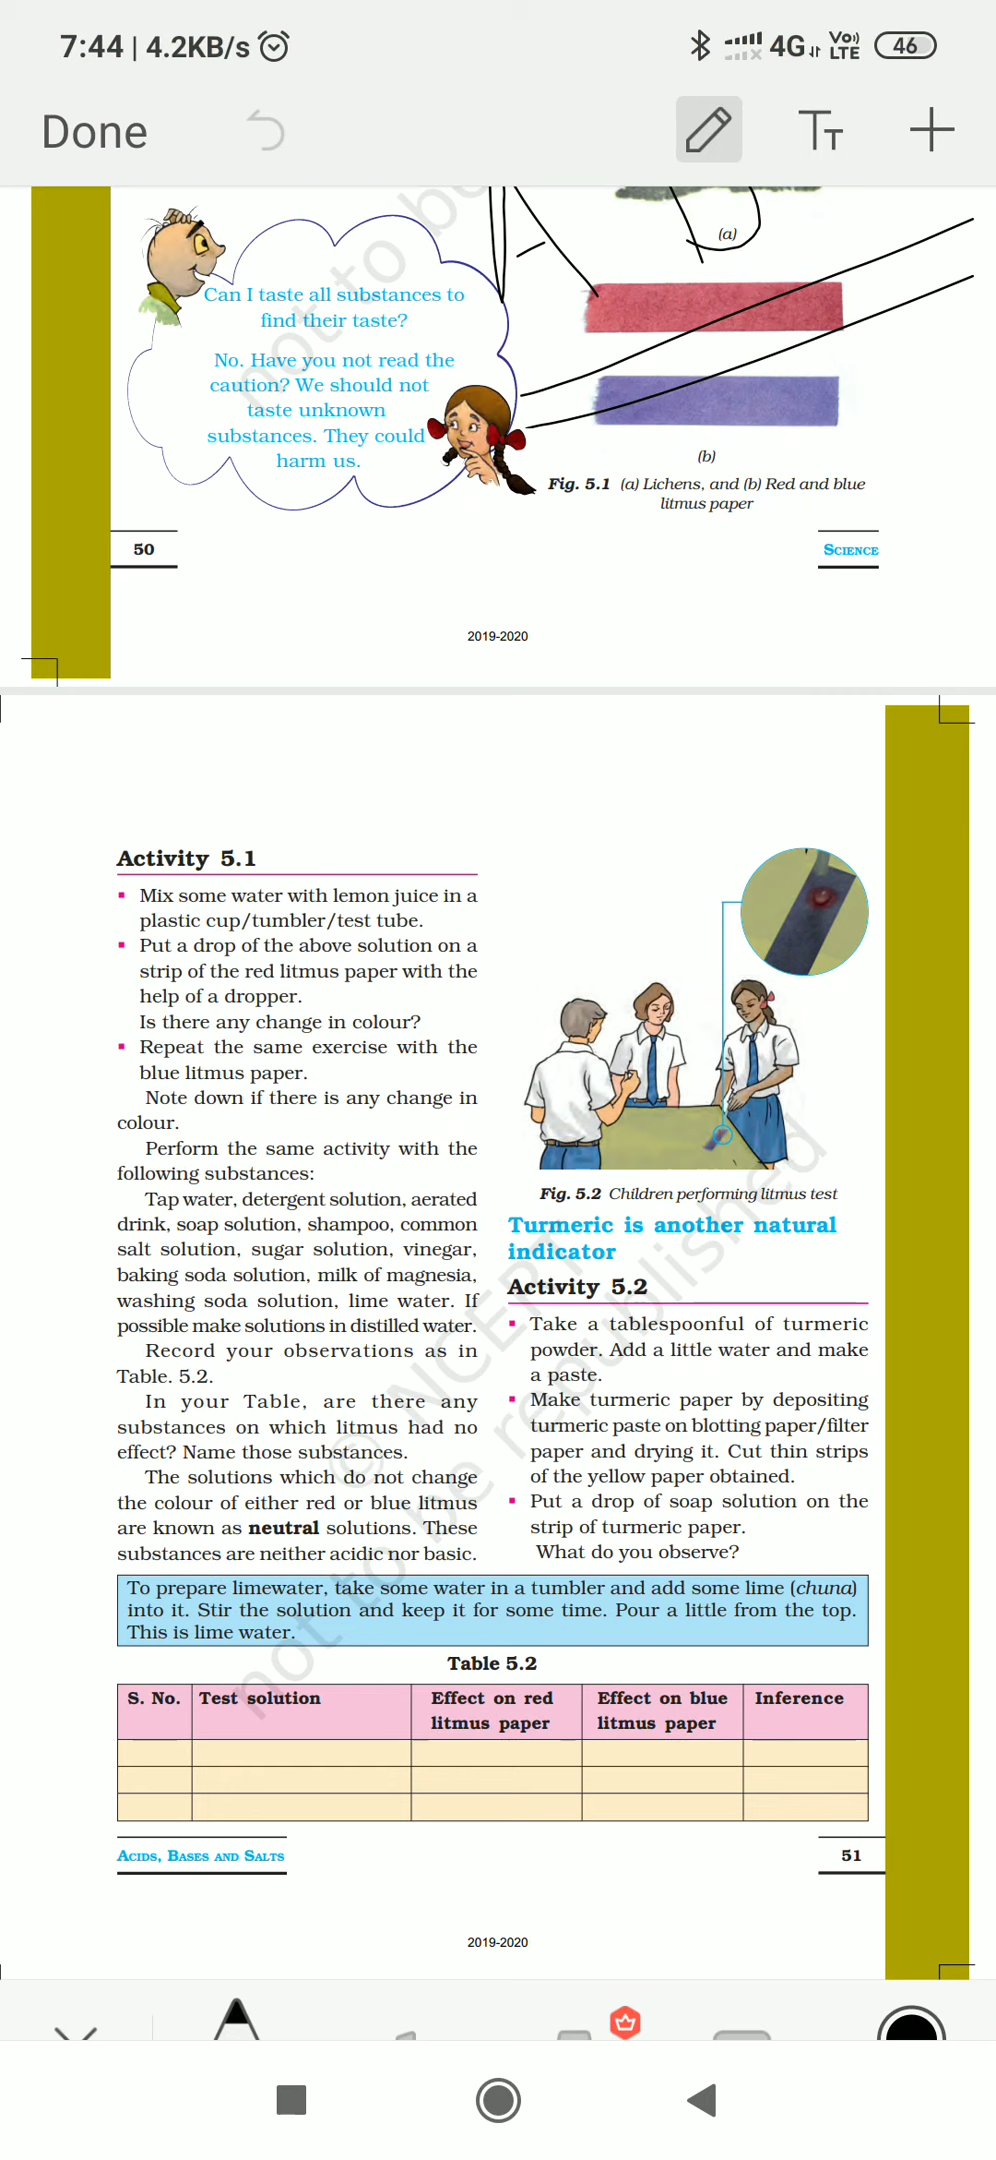 7:44 | 4.2KB/s
4G
Vo))
LTE
46
Done
TT
not to be
(a)
Can I taste all substances to
find their taste?
No. Have you not read the
caution? We should not
taste unknown
substances. They could
harm us.
(b)
Fig. 5.1 (a) Lichens, and (b) Red and blue
litmus paper
50
SCIENCE
2019-2020
Activity 5.1
▪ Mix some water with lemon juice in a
plastic cup/tumbler/test tube.
▪ Put a drop of the above solution on a
strip of the red litmus paper with the
help of a dropper.
Is there any change in colour?
▪ Repeat the same exercise with the
blue litmus paper.
Note down if there is any change in
colour.
Perform the same activity with the
following substances:
Tap water, detergent solution, aerated
drink, soap solution, shampoo, common
salt solution, sugar solution, vinegar,
baking soda solution, milk of magnesia,
washing soda solution, lime water. If
possible make solutions in distilled water.
Record your observations as in
Table. 5.2.
In your Table, are there any
substances on which litmus had no
effect? Name those substances.
The solutions which do not change
the colour of either red or blue litmus
are known as neutral solutions. These
substances are neither acidic nor basic.
Fig. 5.2 Children performing litmus test
Turmeric is another natural
indicator
Activity 5.2
▪ Take a tablespoonful of turmeric
powder. Add a little water and make
a paste.
▪ Make turmeric paper by depositing
turmeric paste on blotting paper/filter
paper and drying it. Cut thin strips
of the yellow paper obtained.
▪ Put a drop of soap solution on the
strip of turmeric paper.
What do you observe?
© NCERT
not to be republished
To prepare limewater, take some water in a tumbler and add some lime (chuna)
into it. Stir the solution and keep it for some time. Pour a little from the top.
This is lime water.
Table 5.2
S. No. Test solution Effect on red Effect on blue Inference
litmus paper litmus paper
ACIDS, BASES AND SALTS
51
2019-2020